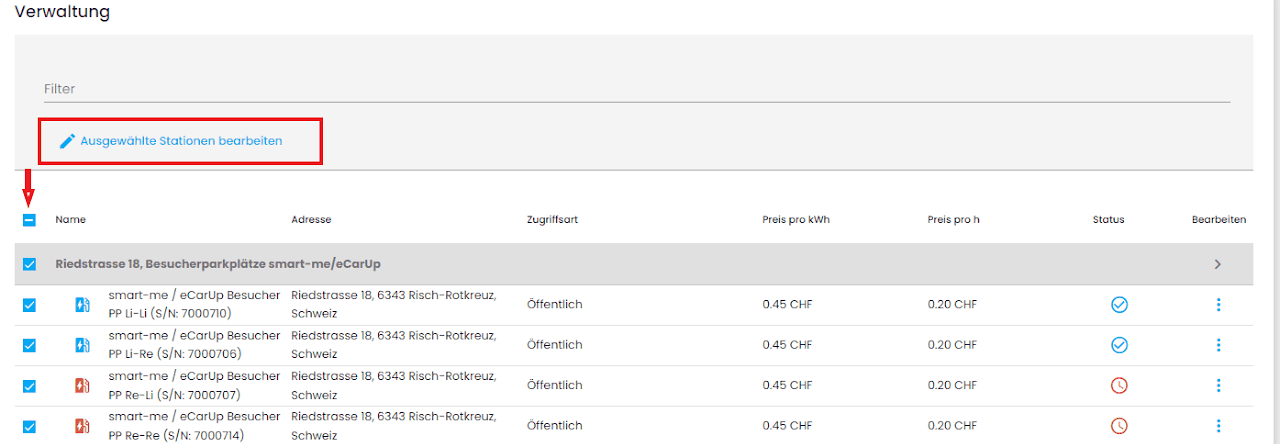 Verwaltung
Filter
Ausgewählte Stationen bearbeiten
Name Adresse Zugriffsart Preis pro kWh Preis pro h Status Bearbeiten
Riedstrasse 18, Besucherparkplätze smart-me/eCarUp
smart-me / eCarUp Besucher Riedstrasse 18, 6343 Risch-Rotkreuz, Öffentlich 0.45 CHF 0.20 CHF
PP Li-Li (S/N: 7000710) Schweiz
smart-me / eCarUp Besucher Riedstrasse 18, 6343 Risch-Rotkreuz, Öffentlich 0.45 CHF 0.20 CHF
PP Li-Re (S/N: 7000706) Schweiz
smart-me / eCarUp Besucher Riedstrasse 18, 6343 Risch-Rotkreuz, Öffentlich 0.45 CHF 0.20 CHF
PP Re-Li (S/N: 7000707) Schweiz
smart-me / eCarUp Besucher Riedstrasse 18, 6343 Risch-Rotkreuz, Öffentlich 0.45 CHF 0.20 CHF
PP Re-Re (S/N: 7000714) Schweiz